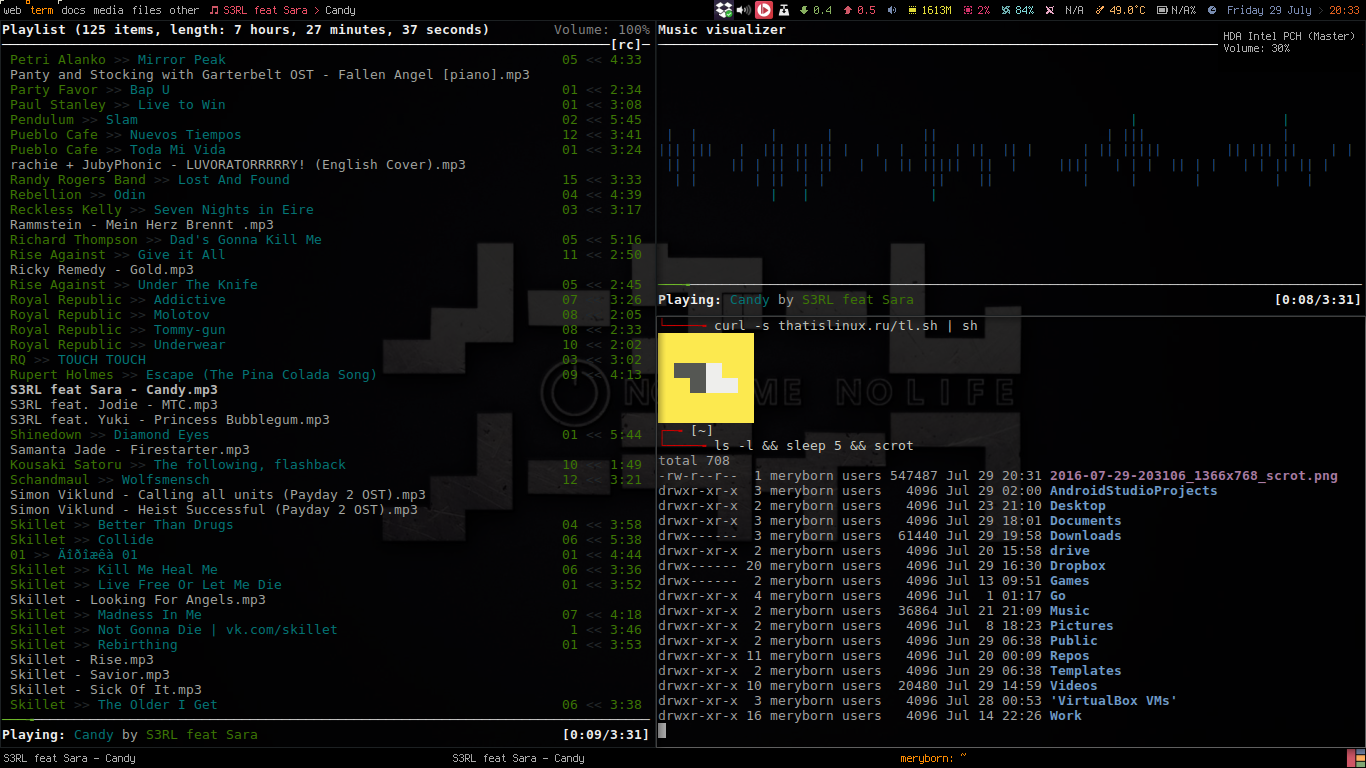 web term docs media files other ♫ S3RL feat Sara > Candy
0.4 0.5 1613M 2% 84% N/A 49.0°C N/A% Friday 29 July > 20:33
Playlist (125 items, length: 7 hours, 27 minutes, 37 seconds) Volume: 100%
[rc]
Petri Alanko >> Mirror Peak 05 << 4:33
Panty and Stocking with Garterbelt OST - Fallen Angel [piano].mp3
Party Favor >> Bap U 01 << 2:34
Paul Stanley >> Live to Win 01 << 3:08
Pendulum >> Slam 02 << 5:45
Pueblo Cafe >> Nuevos Tiempos 12 << 3:41
Pueblo Cafe >> Toda Mi Vida 01 << 3:24
rachie + JubyPhonic - LUVORATORRRRRY! (English Cover).mp3
Randy Rogers Band >> Lost And Found 15 << 3:33
Rebellion >> Odin 04 << 4:39
Reckless Kelly >> Seven Nights in Eire 03 << 3:17
Rammstein - Mein Herz Brennt .mp3
Richard Thompson >> Dad's Gonna Kill Me 05 << 5:16
Rise Against >> Give it All 11 << 2:50
Ricky Remedy - Gold.mp3
Rise Against >> Under The Knife 05 << 2:45
Royal Republic >> Addictive 07 << 3:26
Royal Republic >> Molotov 08 << 2:05
Royal Republic >> Tommy-gun 08 << 2:33
Royal Republic >> Underwear 10 << 2:02
RQ >> TOUCH TOUCH 03 << 3:02
Rupert Holmes >> Escape (The Pina Colada Song) 09 << 4:13
S3RL feat Sara - Candy.mp3
S3RL feat. Jodie - MTC.mp3
S3RL feat. Yuki - Princess Bubblegum.mp3
Shinedown >> Diamond Eyes 01 << 5:44
Samanta Jade - Firestarter.mp3
Kousaki Satoru >> The following, flashback 10 << 1:49
Schandmaul >> Wolfsmensch 12 << 3:21
Simon Viklund - Calling all units (Payday 2 OST).mp3
Simon Viklund - Heist Successful (Payday 2 OST).mp3
Skillet >> Better Than Drugs 04 << 3:58
Skillet >> Collide 06 << 5:38
01 >> Äîðîæêà 01 01 << 4:44
Skillet >> Kill Me Heal Me 06 << 3:36
Skillet >> Live Free Or Let Me Die 01 << 3:52
Skillet - Looking For Angels.mp3
Skillet >> Madness In Me 07 << 4:18
Skillet >> Not Gonna Die | vk.com/skillet 1 << 3:46
Skillet >> Rebirthing 01 << 3:53
Skillet - Rise.mp3
Skillet - Savior.mp3
Skillet - Sick Of It.mp3
Skillet >> The Older I Get 06 << 3:38
Playing: Candy by S3RL feat Sara [0:09/3:31]
Music visualizer
HDA Intel PCH (Master)
Volume: 30%
Playing: Candy by S3RL feat Sara [0:08/3:31]
curl -s thatislinux.ru/tl.sh | sh
[~]
ls -l && sleep 5 && scrot
total 708
-rw-r--r-- 1 meryborn users 547487 Jul 29 20:31 2016-07-29-203106_1366x768_scrot.png
drwxr-xr-x 3 meryborn users 4096 Jul 29 02:00 AndroidStudioProjects
drwxr-xr-x 2 meryborn users 4096 Jul 23 21:10 Desktop
drwxr-xr-x 3 meryborn users 4096 Jul 29 18:01 Documents
drwx------ 3 meryborn users 61440 Jul 29 19:58 Downloads
drwxr-xr-x 2 meryborn users 4096 Jul 20 15:58 drive
drwx------ 20 meryborn users 4096 Jul 29 16:30 Dropbox
drwx------ 2 meryborn users 4096 Jul 13 09:51 Games
drwxr-xr-x 4 meryborn users 4096 Jul 1 01:17 Go
drwxr-xr-x 2 meryborn users 36864 Jul 21 21:09 Music
drwxr-xr-x 2 meryborn users 4096 Jul 8 18:23 Pictures
drwxr-xr-x 2 meryborn users 4096 Jun 29 06:38 Public
drwxr-xr-x 11 meryborn users 4096 Jul 20 00:09 Repos
drwxr-xr-x 2 meryborn users 4096 Jun 29 06:38 Templates
drwxr-xr-x 10 meryborn users 20480 Jul 29 14:59 Videos
drwxr-xr-x 3 meryborn users 4096 Jul 28 00:53 'VirtualBox VMs'
drwxr-xr-x 16 meryborn users 4096 Jul 14 22:26 Work
S3RL feat Sara - Candy
S3RL feat Sara - Candy
meryborn: ~